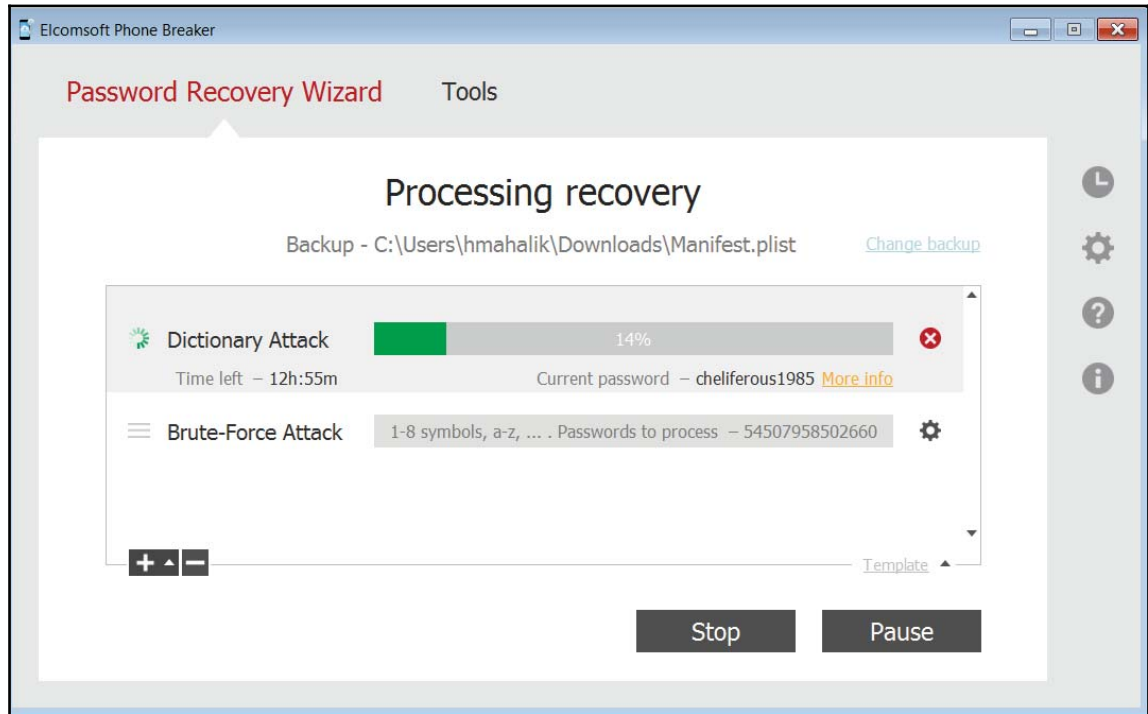 Elcomsoft Phone Breaker
Password Recovery Wizard Tools
Processing recovery
Backup - C:\Users\hmahalik\Downloads\Manifest.plist Change backup
Dictionary Attack 14%
Time left – 12h:55m Current password – cheliferous1985 More info
Brute-Force Attack 1-8 symbols, a-z, ... . Passwords to process – 54507958502660
Template
Stop Pause